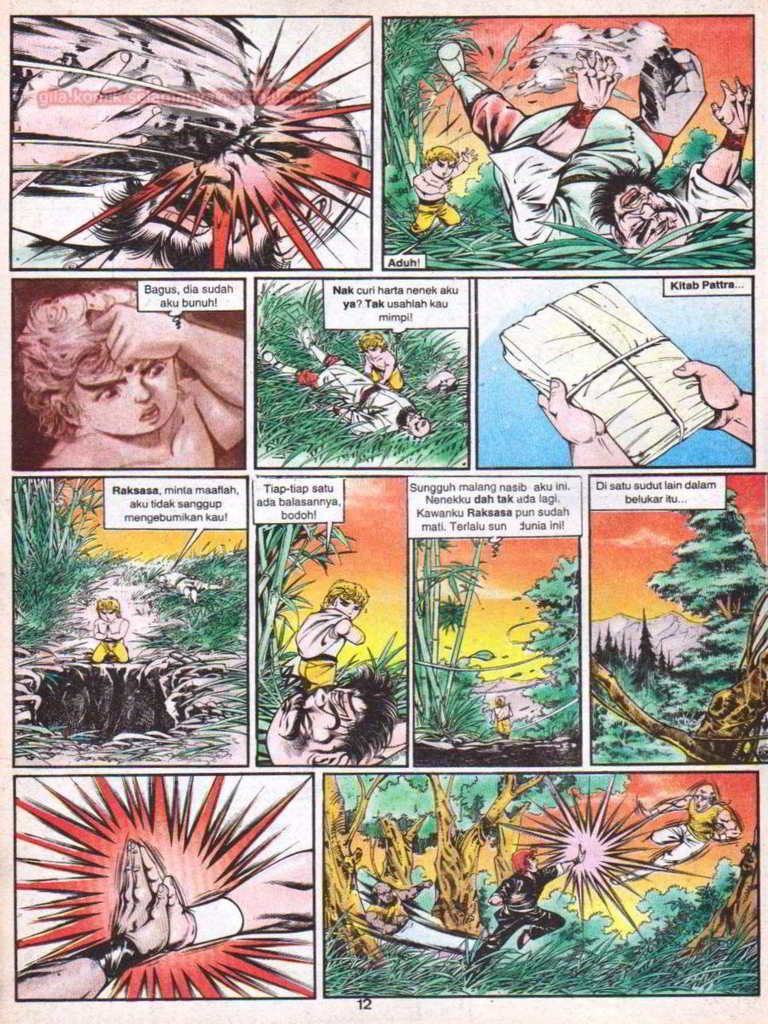 Aduh!
Bagus, dia sudah
aku bunuh!
Nak curi harta nenek aku
ya? Tak usahlah kau
mimpi!
Kitab Pattra...
Raksasa, minta maaflah,
aku tidak sanggup
mengebumikan kau!
Tiap-tiap satu
ada balasannya,
bodoh!
Sungguh malang nasib aku ini.
Nenekku dah tak ada lagi.
Kawanku Raksasa pun sudah
mati. Terlalu dunia ini!
Di satu sudut lain dalam
belukar itu...
12